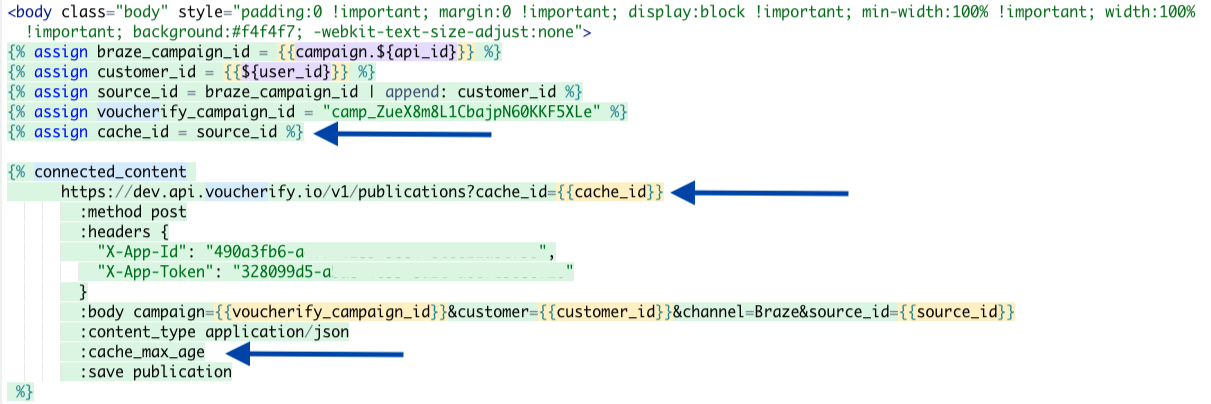 <body class="body" style="padding:0 !important; margin:0 !important; display:block !important; min-width:100% !important; width:100%
!important; background:#f4f4f7; -webkit-text-size-adjust:none">
{% assign braze_campaign_id = {{campaign.${api_id}}} %}
{% assign customer_id = {{${user_id}}} %}
{% assign source_id = braze_campaign_id | append: customer_id %}
{% assign voucherify_campaign_id = "camp_ZueX8m8L1CbajpN60KKF5XLe" %}
{% assign cache_id = source_id %}
{% connected_content
https://dev.api.voucherify.io/v1/publications?cache_id={{cache_id}}
:method post
:headers {
"X-App-Id": "490a3fb6-a ",
"X-App-Token": "328099d5-a "
}
:body campaign={{voucherify_campaign_id}}&customer={{customer_id}}&channel=Braze&source_id={{source_id}}
:content_type application/json
:cache_max_age
:save publication
%}